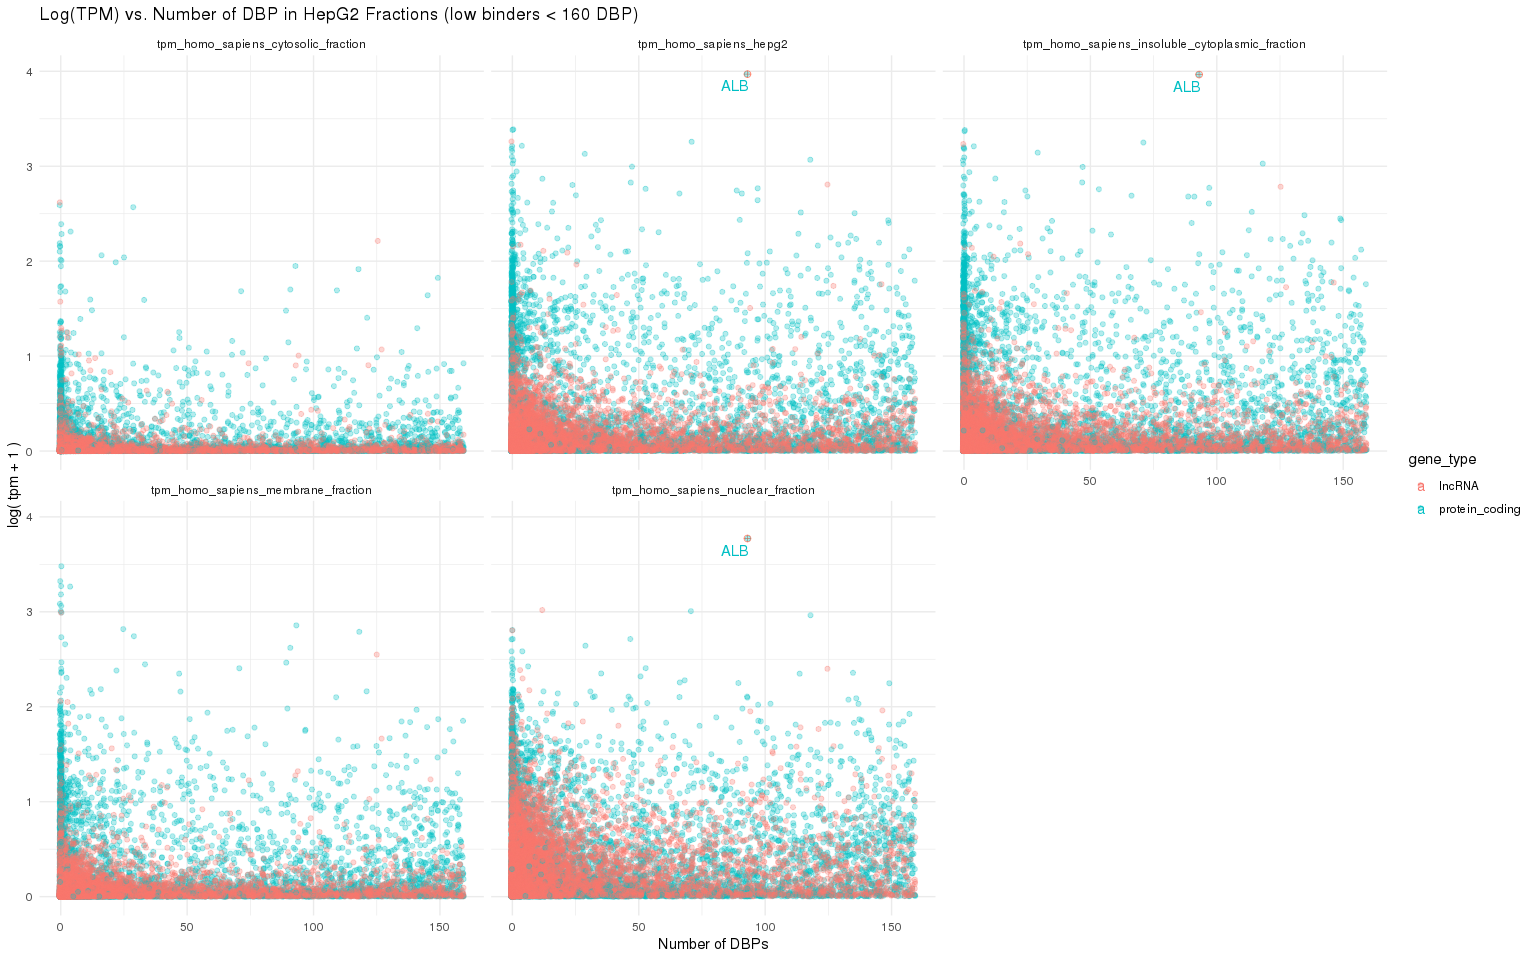 Log(TPM) vs. Number of DBP in HepG2 Fractions (low binders < 160 DBP)
tpm_homo_sapiens_cytosolic_fraction
tpm_homo_sapiens_hepg2
tpm_homo_sapiens_insoluble_cytoplasmic_fraction
4
ALB
ALB
3
2
1
0
0
50
100
150
log( tpm + 1 )
gene_type
a lncRNA
a protein_coding
tpm_homo_sapiens_membrane_fraction
tpm_homo_sapiens_nuclear_fraction
4
ALB
3
2
1
0
0
50
100
150
0
50
100
150
Number of DBPs